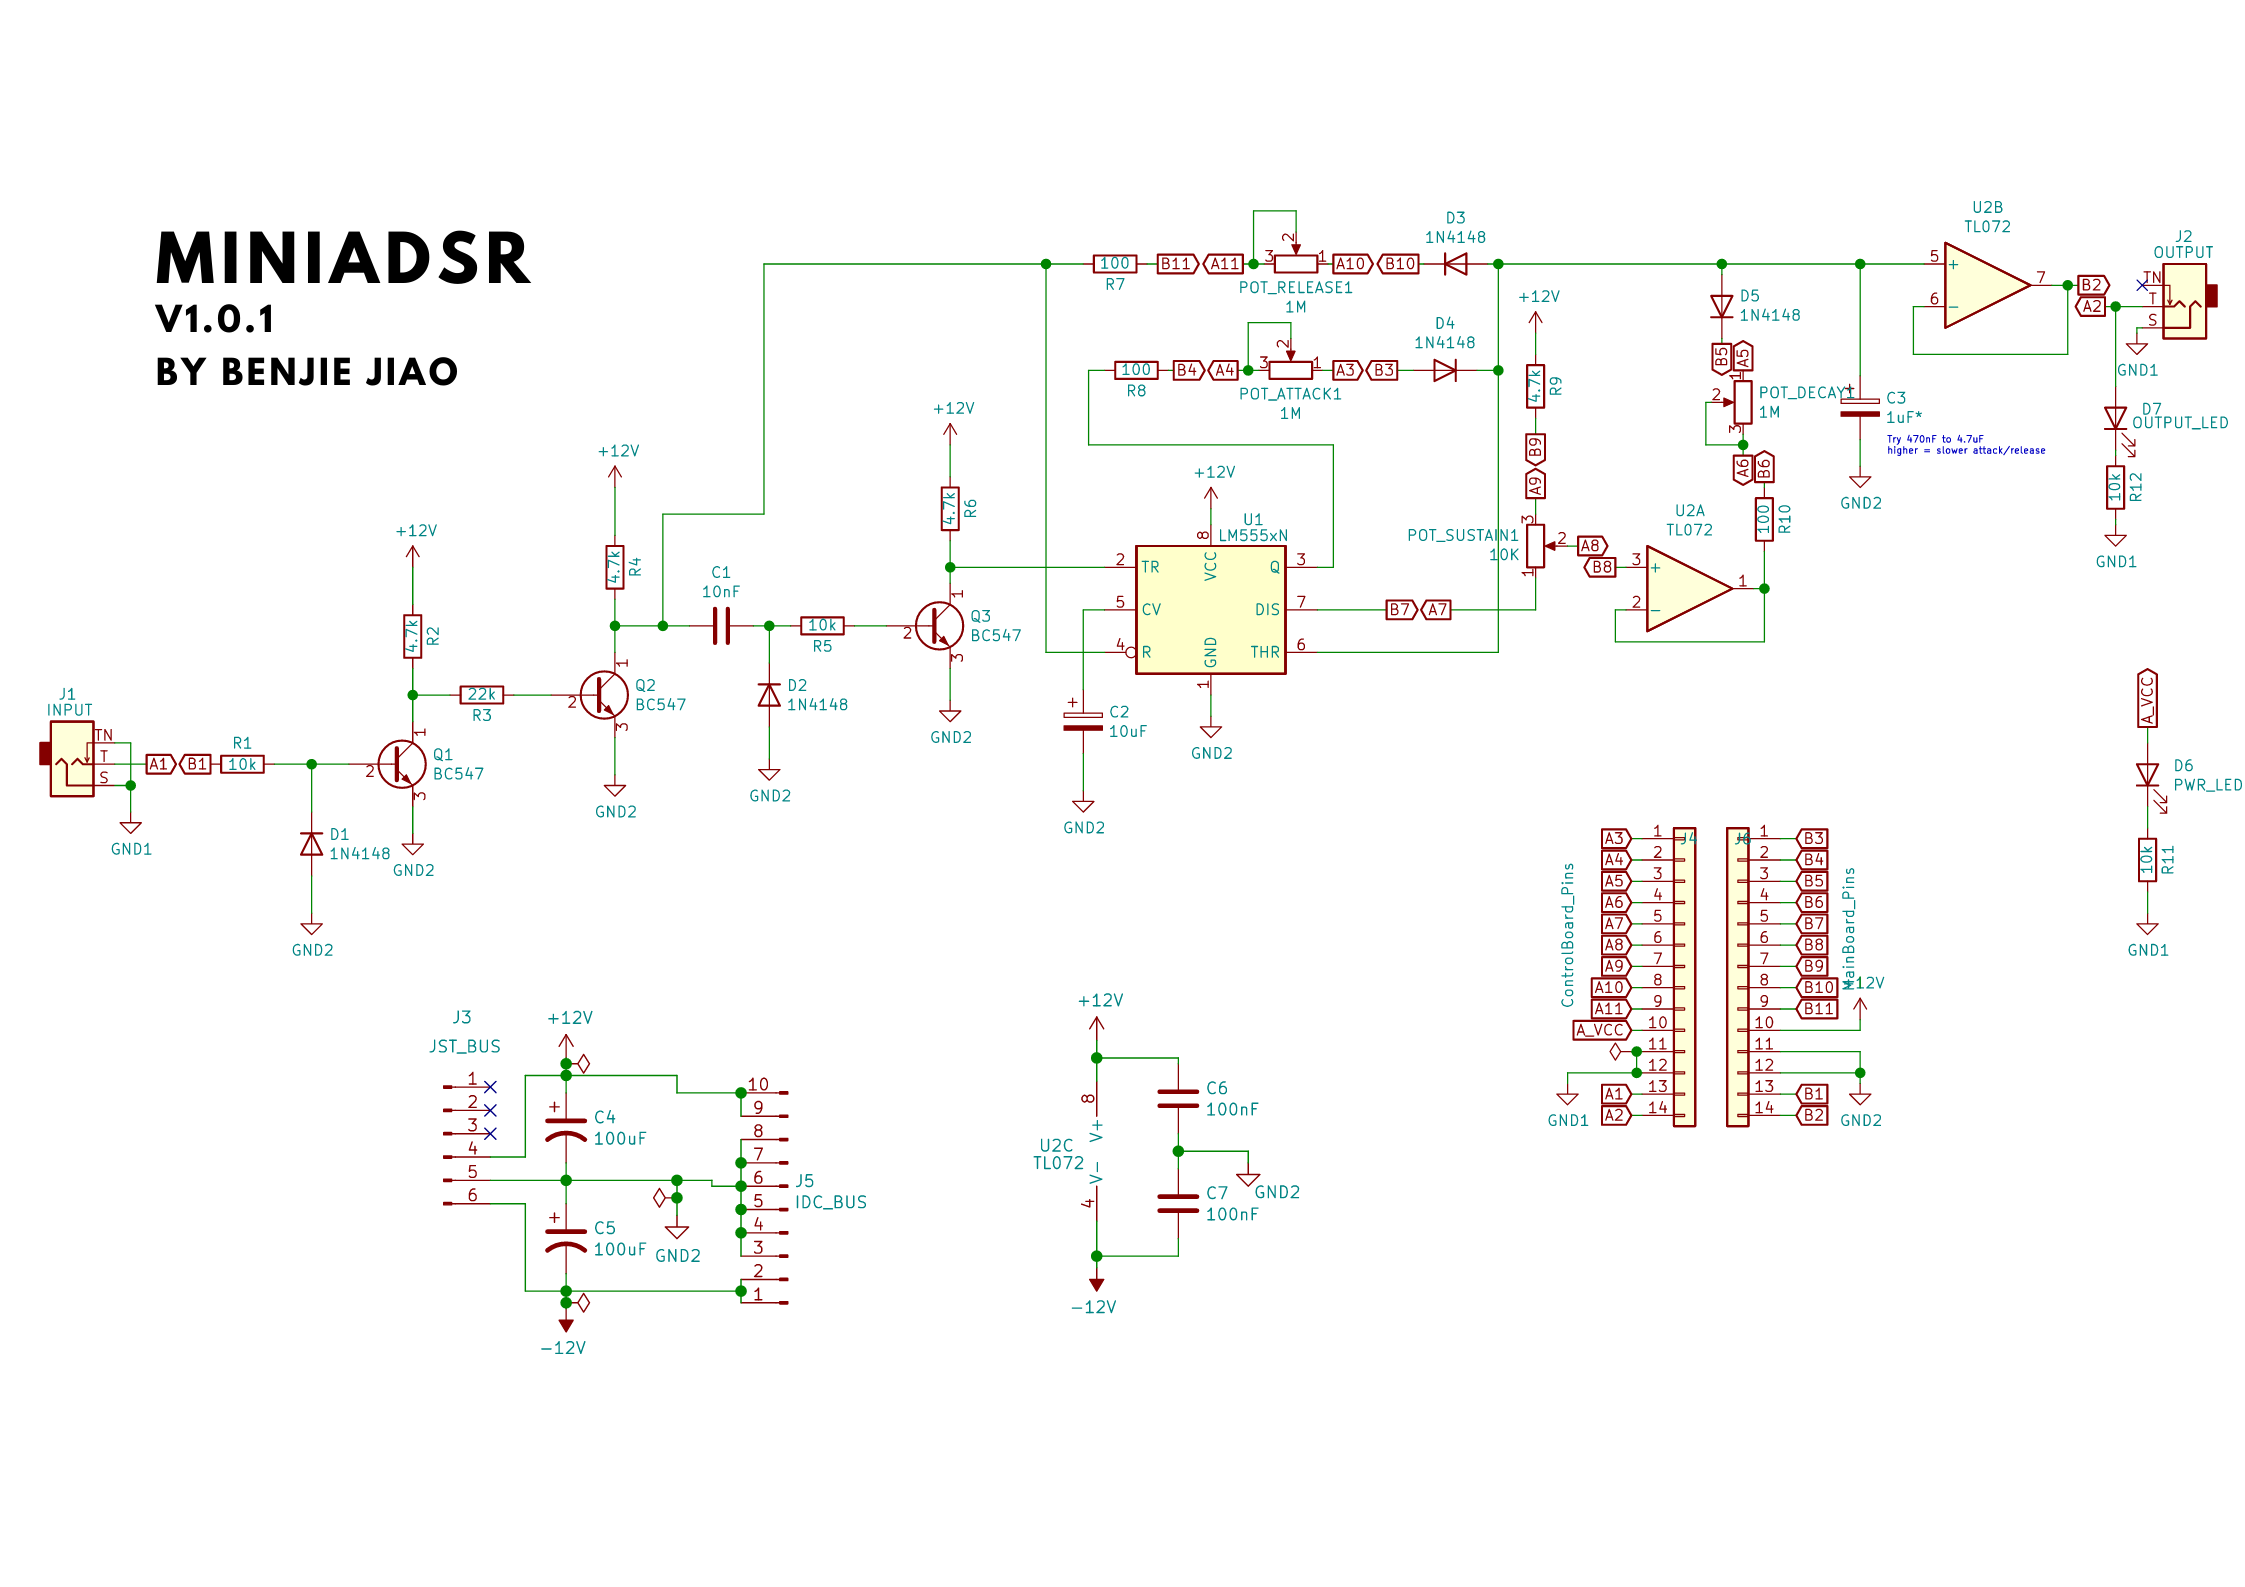 MINIADSR
V1.0.1
BY BENJIE JIAO
J1
INPUT
TN
T
S
GND1
A1
B1
R1
10k
D1
1N4148
GND2
+12V
4.7k
R2
1
2
3
Q1
BC547
GND2
22k
R3
+12V
4.7k
R4
1
2
3
Q2
BC547
GND2
C1
10nF
D2
1N4148
GND2
10k
R5
+12V
4.7k
R6
1
2
3
Q3
BC547
GND2
100
R7
B11
A11
3
2
1
POT_RELEASE1
1M
A10
B10
D3
1N4148
100
R8
B4
A4
3
2
1
POT_ATTACK1
1M
A3
B3
D4
1N4148
+12V
U1
LM555xN
8
VCC
2
TR
5
CV
4
R
3
Q
7
DIS
6
THR
GND
1
GND2
+
C2
10uF
GND2
B7
A7
+12V
4.7k
R9
B9
A9
3
POT_SUSTAIN1
10K
2
1
A8
B8
U2A
TL072
3
+
2
−
1
100
R10
D5
1N4148
B5
A5
1
2
3
POT_DECAY1
1M
A6
B6
+
C3
1uF*
Try 470nF to 4.7uF
higher = slower attack/release
GND2
U2B
TL072
5
+
6
−
7
B2
A2
J2
OUTPUT
TN
T
S
GND1
D7
OUTPUT_LED
10k
R12
GND1
A_VCC
D6
PWR_LED
10k
R11
GND1
J3
JST_BUS
1
2
3
4
5
6
+12V
+
C4
100uF
+
C5
100uF
−12V
GND2
10
9
8
7
6
5
4
3
2
1
J5
IDC_BUS
+12V
8
V+
U2C
TL072
V−
4
−12V
C6
100nF
C7
100nF
GND2
ControlBoard_Pins
J4
A3 1
A4 2
A5 3
A6 4
A7 5
A8 6
A9 7
A10 8
A11 9
A_VCC 10
11
12
A1 13
A2 14
GND1
J6
MainBoard_Pins
1 B3
2 B4
3 B5
4 B6
5 B7
6 B8
7 B9
8 B10
9 B11
10
11
12
13 B1
14 B2
+12V
GND2